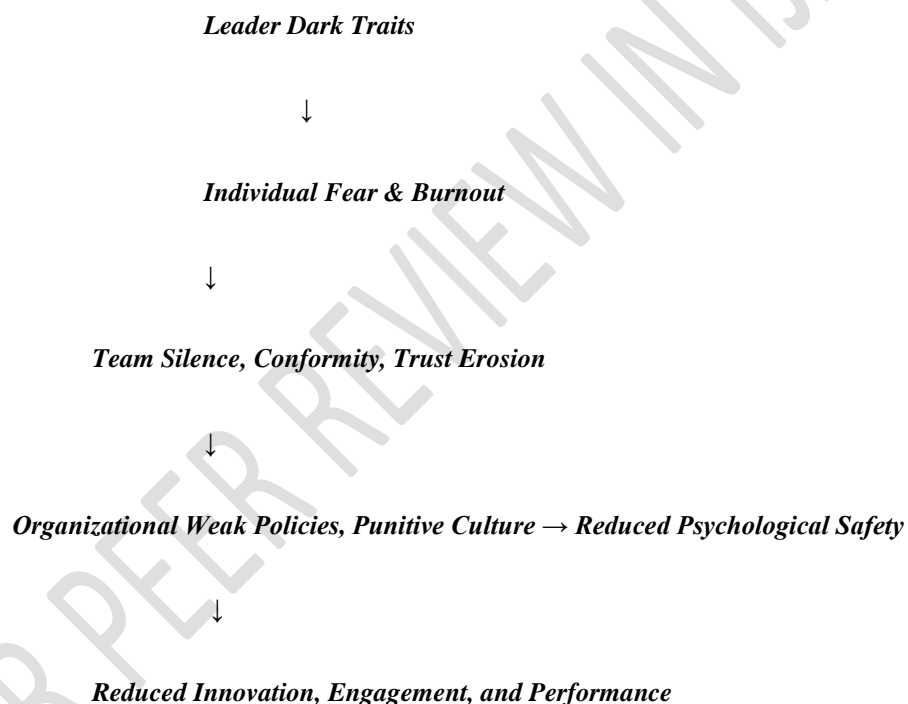 Leader Dark Traits
↓
Individual Fear & Burnout
↓
Team Silence, Conformity, Trust Erosion
↓
Organizational Weak Policies, Punitive Culture → Reduced Psychological Safety
↓
Reduced Innovation, Engagement, and Performance
PEER REVIEW IN